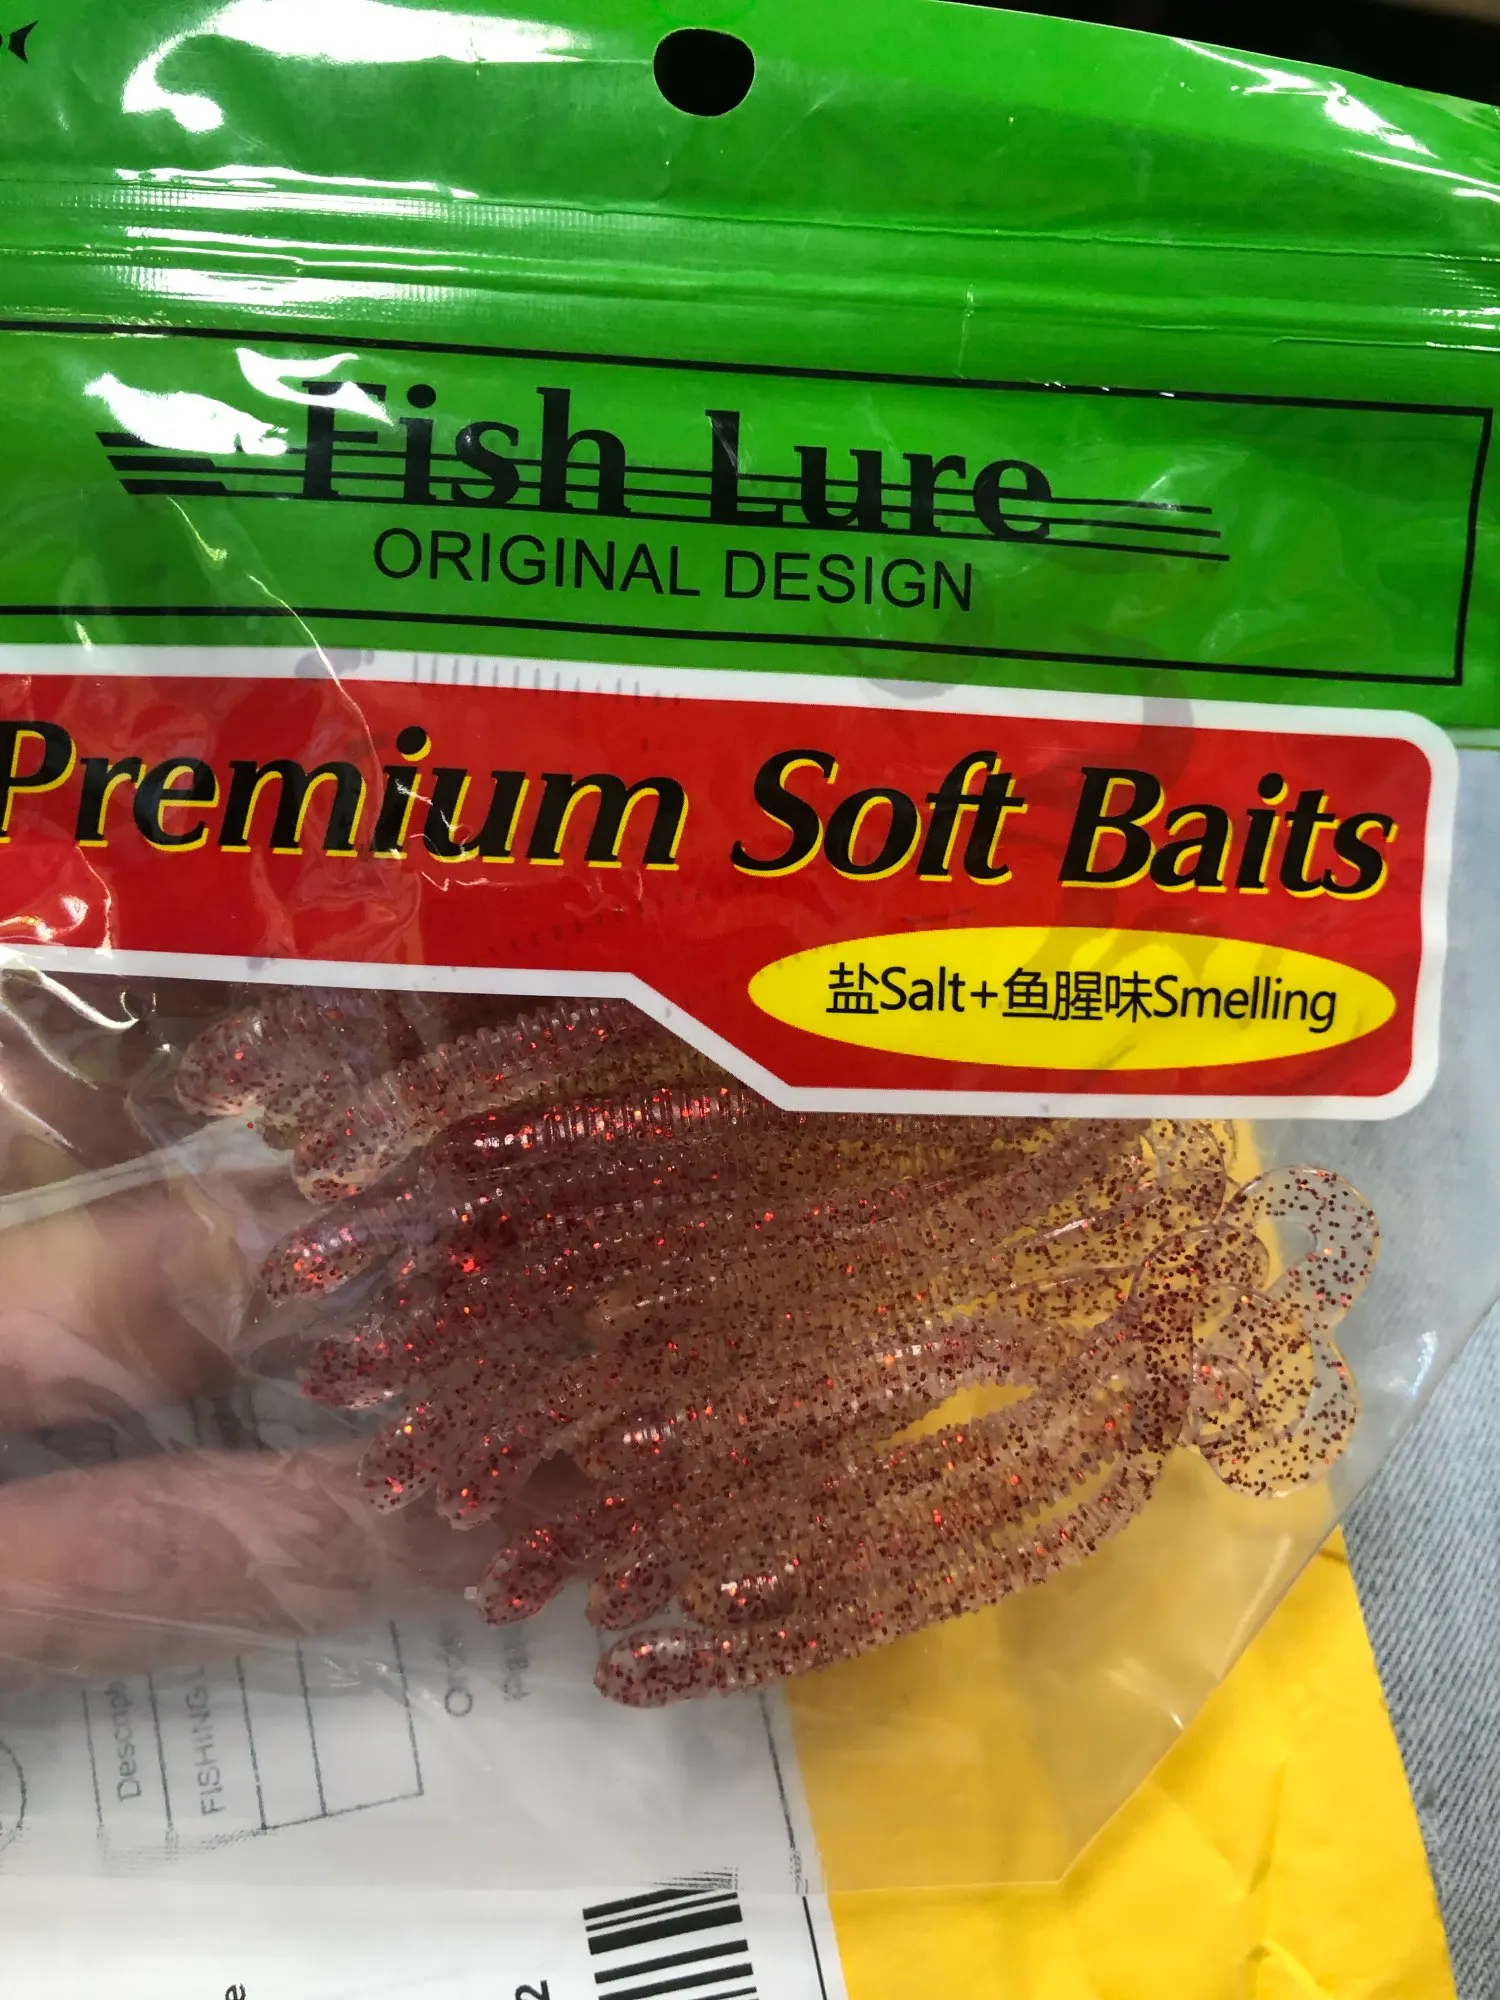 Fish Lure
ORIGINAL DESIGN
Premium Soft Baits
盐Salt+鱼腥味Smelling
FISHING